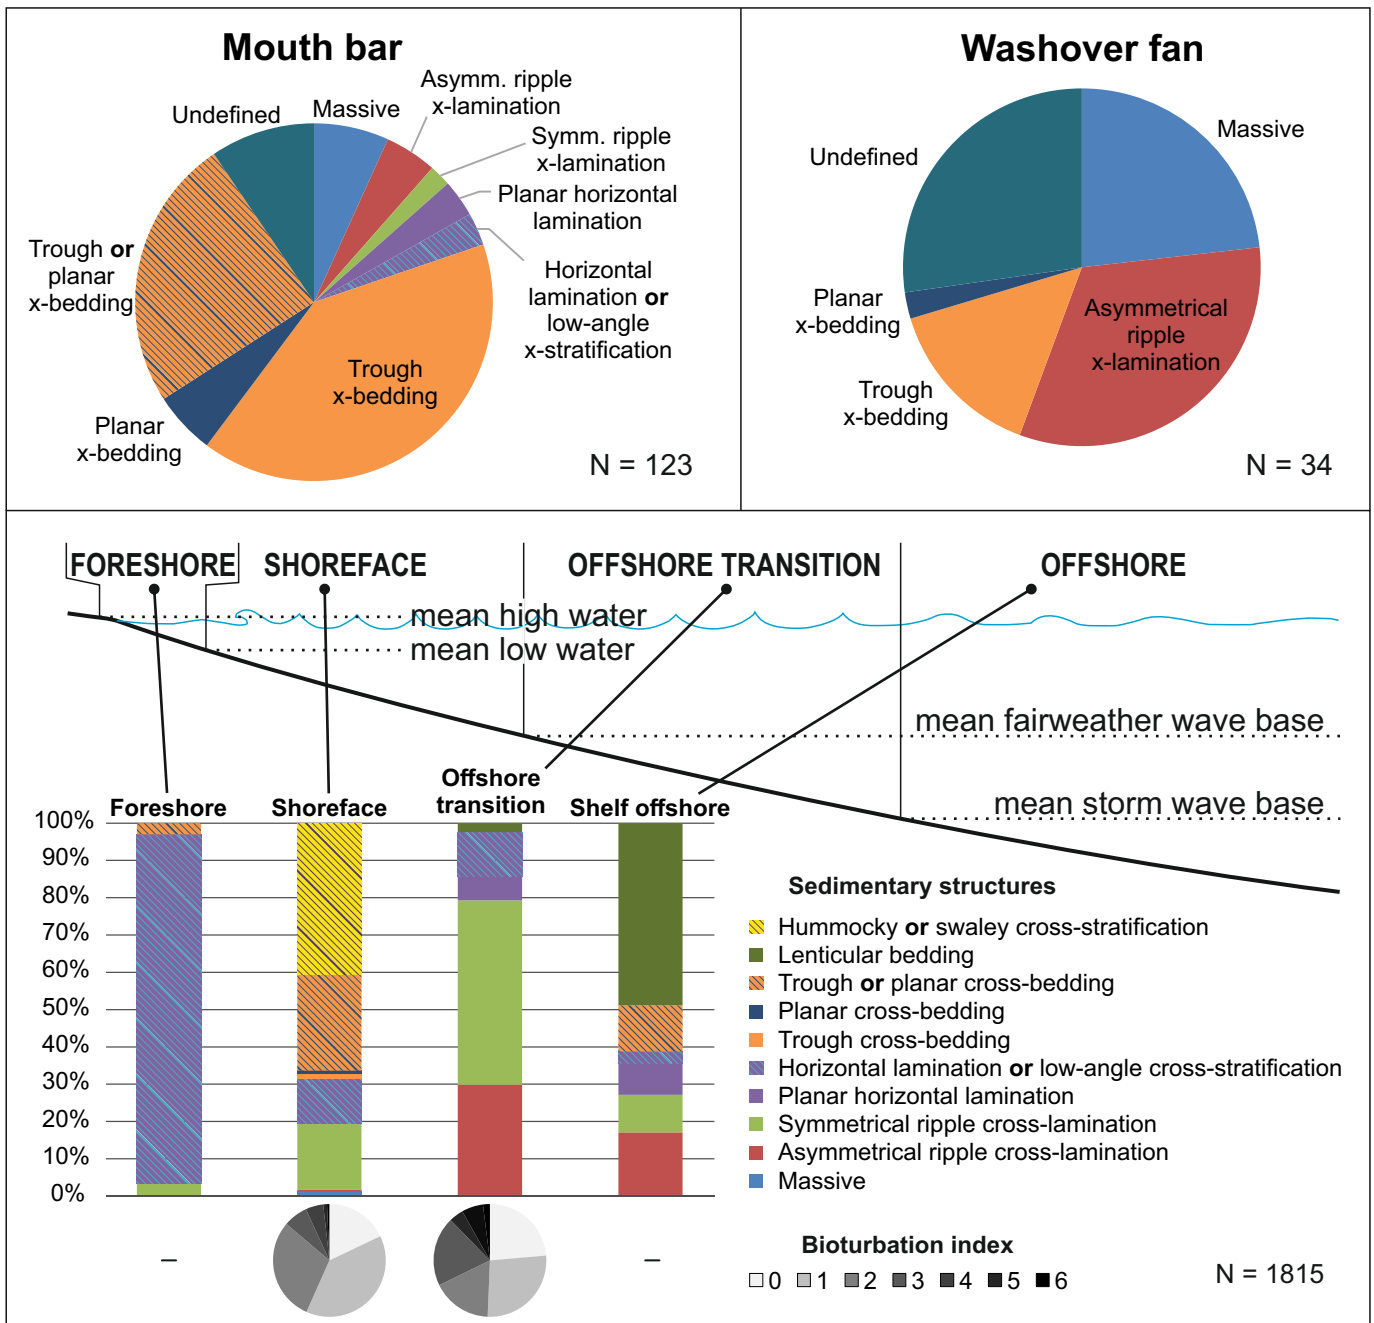 Mouth bar
Undefined
Massive
Asymm. ripple
x-lamination
Symm. ripple
x-lamination
Planar horizontal
lamination
Horizontal
lamination or
low-angle
x-stratification
Trough or
planar
x-bedding
Trough
x-bedding
Planar
x-bedding
N = 123
Washover fan
Massive
Undefined
Planar
x-bedding
Asymmetrical
ripple
x-lamination
Trough
x-bedding
N = 34
FORESHORE
SHOREFACE
OFFSHORE TRANSITION
OFFSHORE
mean high water
mean low water
mean fairweather wave base
mean storm wave base
Foreshore
Shoreface
Offshore
transition
Shelf offshore
100%
90%
80%
70%
60%
50%
40%
30%
20%
10%
0%
–
–
Sedimentary structures
Hummocky or swaley cross-stratification
Lenticular bedding
Trough or planar cross-bedding
Planar cross-bedding
Trough cross-bedding
Horizontal lamination or low-angle cross-stratification
Planar horizontal lamination
Symmetrical ripple cross-lamination
Asymmetrical ripple cross-lamination
Massive
Bioturbation index
0 1 2 3 4 5 6
N = 1815